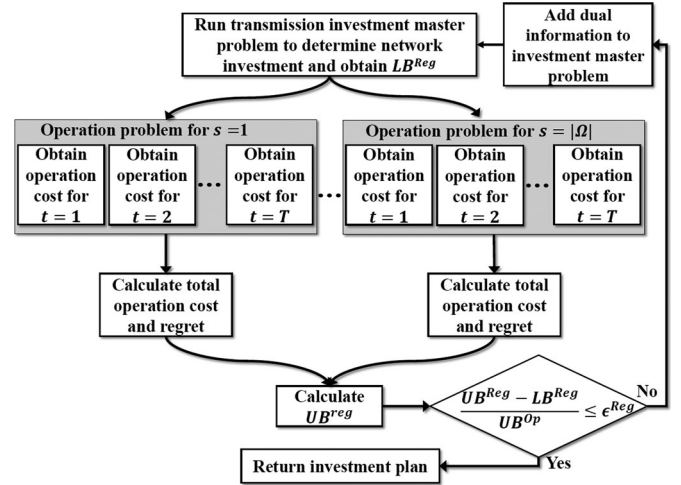 Run transmission investment master
problem to determine network
investment and obtain LB^Reg
Add dual
information to
investment master
problem
Operation problem for s =1
Obtain
operation
cost for
t = 1
Obtain
operation
cost for
t = 2
...
Obtain
operation
cost for
t = T
...
Operation problem for s = |Ω|
Obtain
operation
cost for
t = 1
Obtain
operation
cost for
t = 2
...
Obtain
operation
cost for
t = T
Calculate total
operation cost
and regret
Calculate total
operation cost
and regret
Calculate
UB^reg
UB^Reg − LB^Reg
UB^Op
≤ ϵ^Reg
No
Yes
Return investment plan